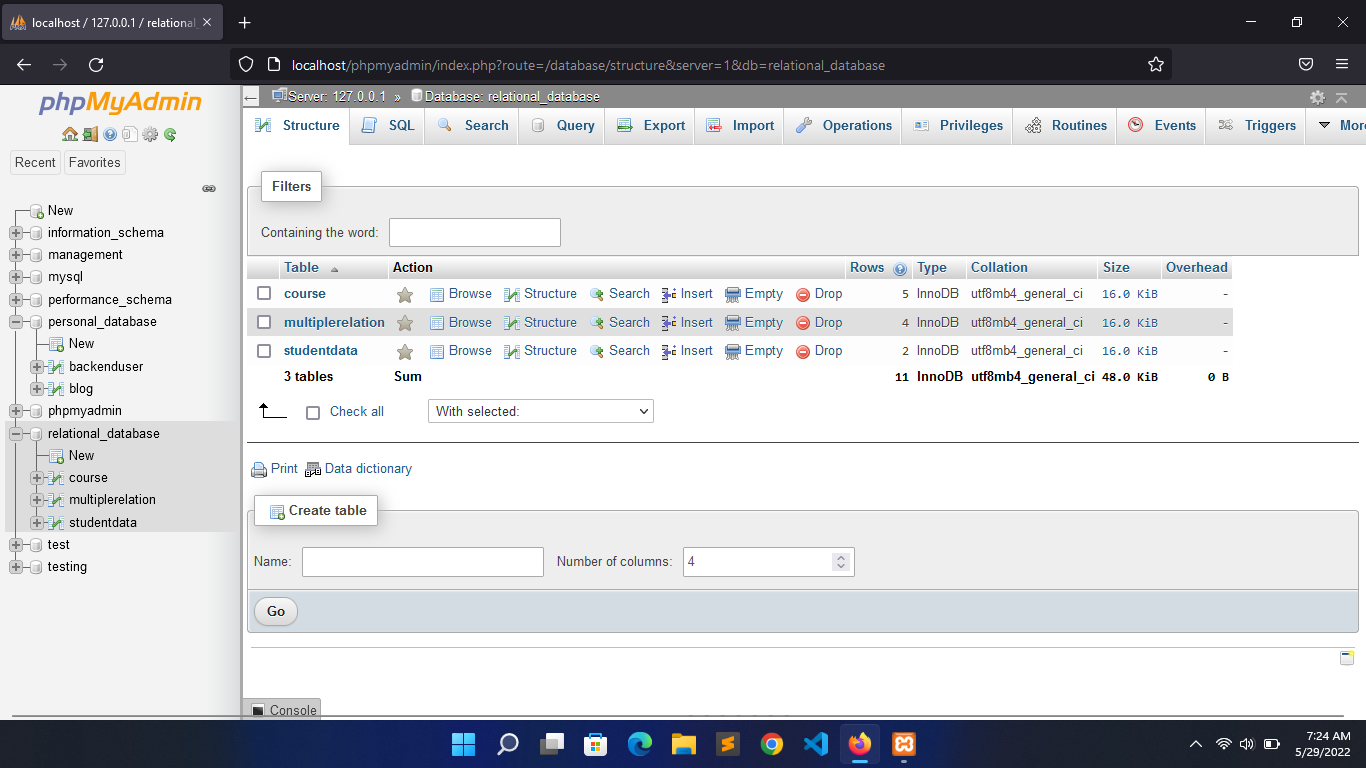 localhost / 127.0.0.1 / relational_
localhost/phpmyadmin/index.php?route=/database/structure&server=1&db=relational_database
phpMyAdmin
Recent Favorites
New
information_schema
management
mysql
performance_schema
personal_database
New
backenduser
blog
phpmyadmin
relational_database
New
course
multiplerelation
studentdata
test
testing
Server: 127.0.0.1 » Database: relational_database
Structure SQL Search Query Export Import Operations Privileges Routines Events Triggers More
Filters
Containing the word:
Table Action Rows Type Collation Size Overhead
course Browse Structure Search Insert Empty Drop 5 InnoDB utf8mb4_general_ci 16.0 KiB -
multiplerelation Browse Structure Search Insert Empty Drop 4 InnoDB utf8mb4_general_ci 16.0 KiB -
studentdata Browse Structure Search Insert Empty Drop 2 InnoDB utf8mb4_general_ci 16.0 KiB -
3 tables Sum 11 InnoDB utf8mb4_general_ci 48.0 KiB 0 B
Check all With selected:
Print Data dictionary
Create table
Name: Number of columns: 4
Go
Console
7:24 AM
5/29/2022